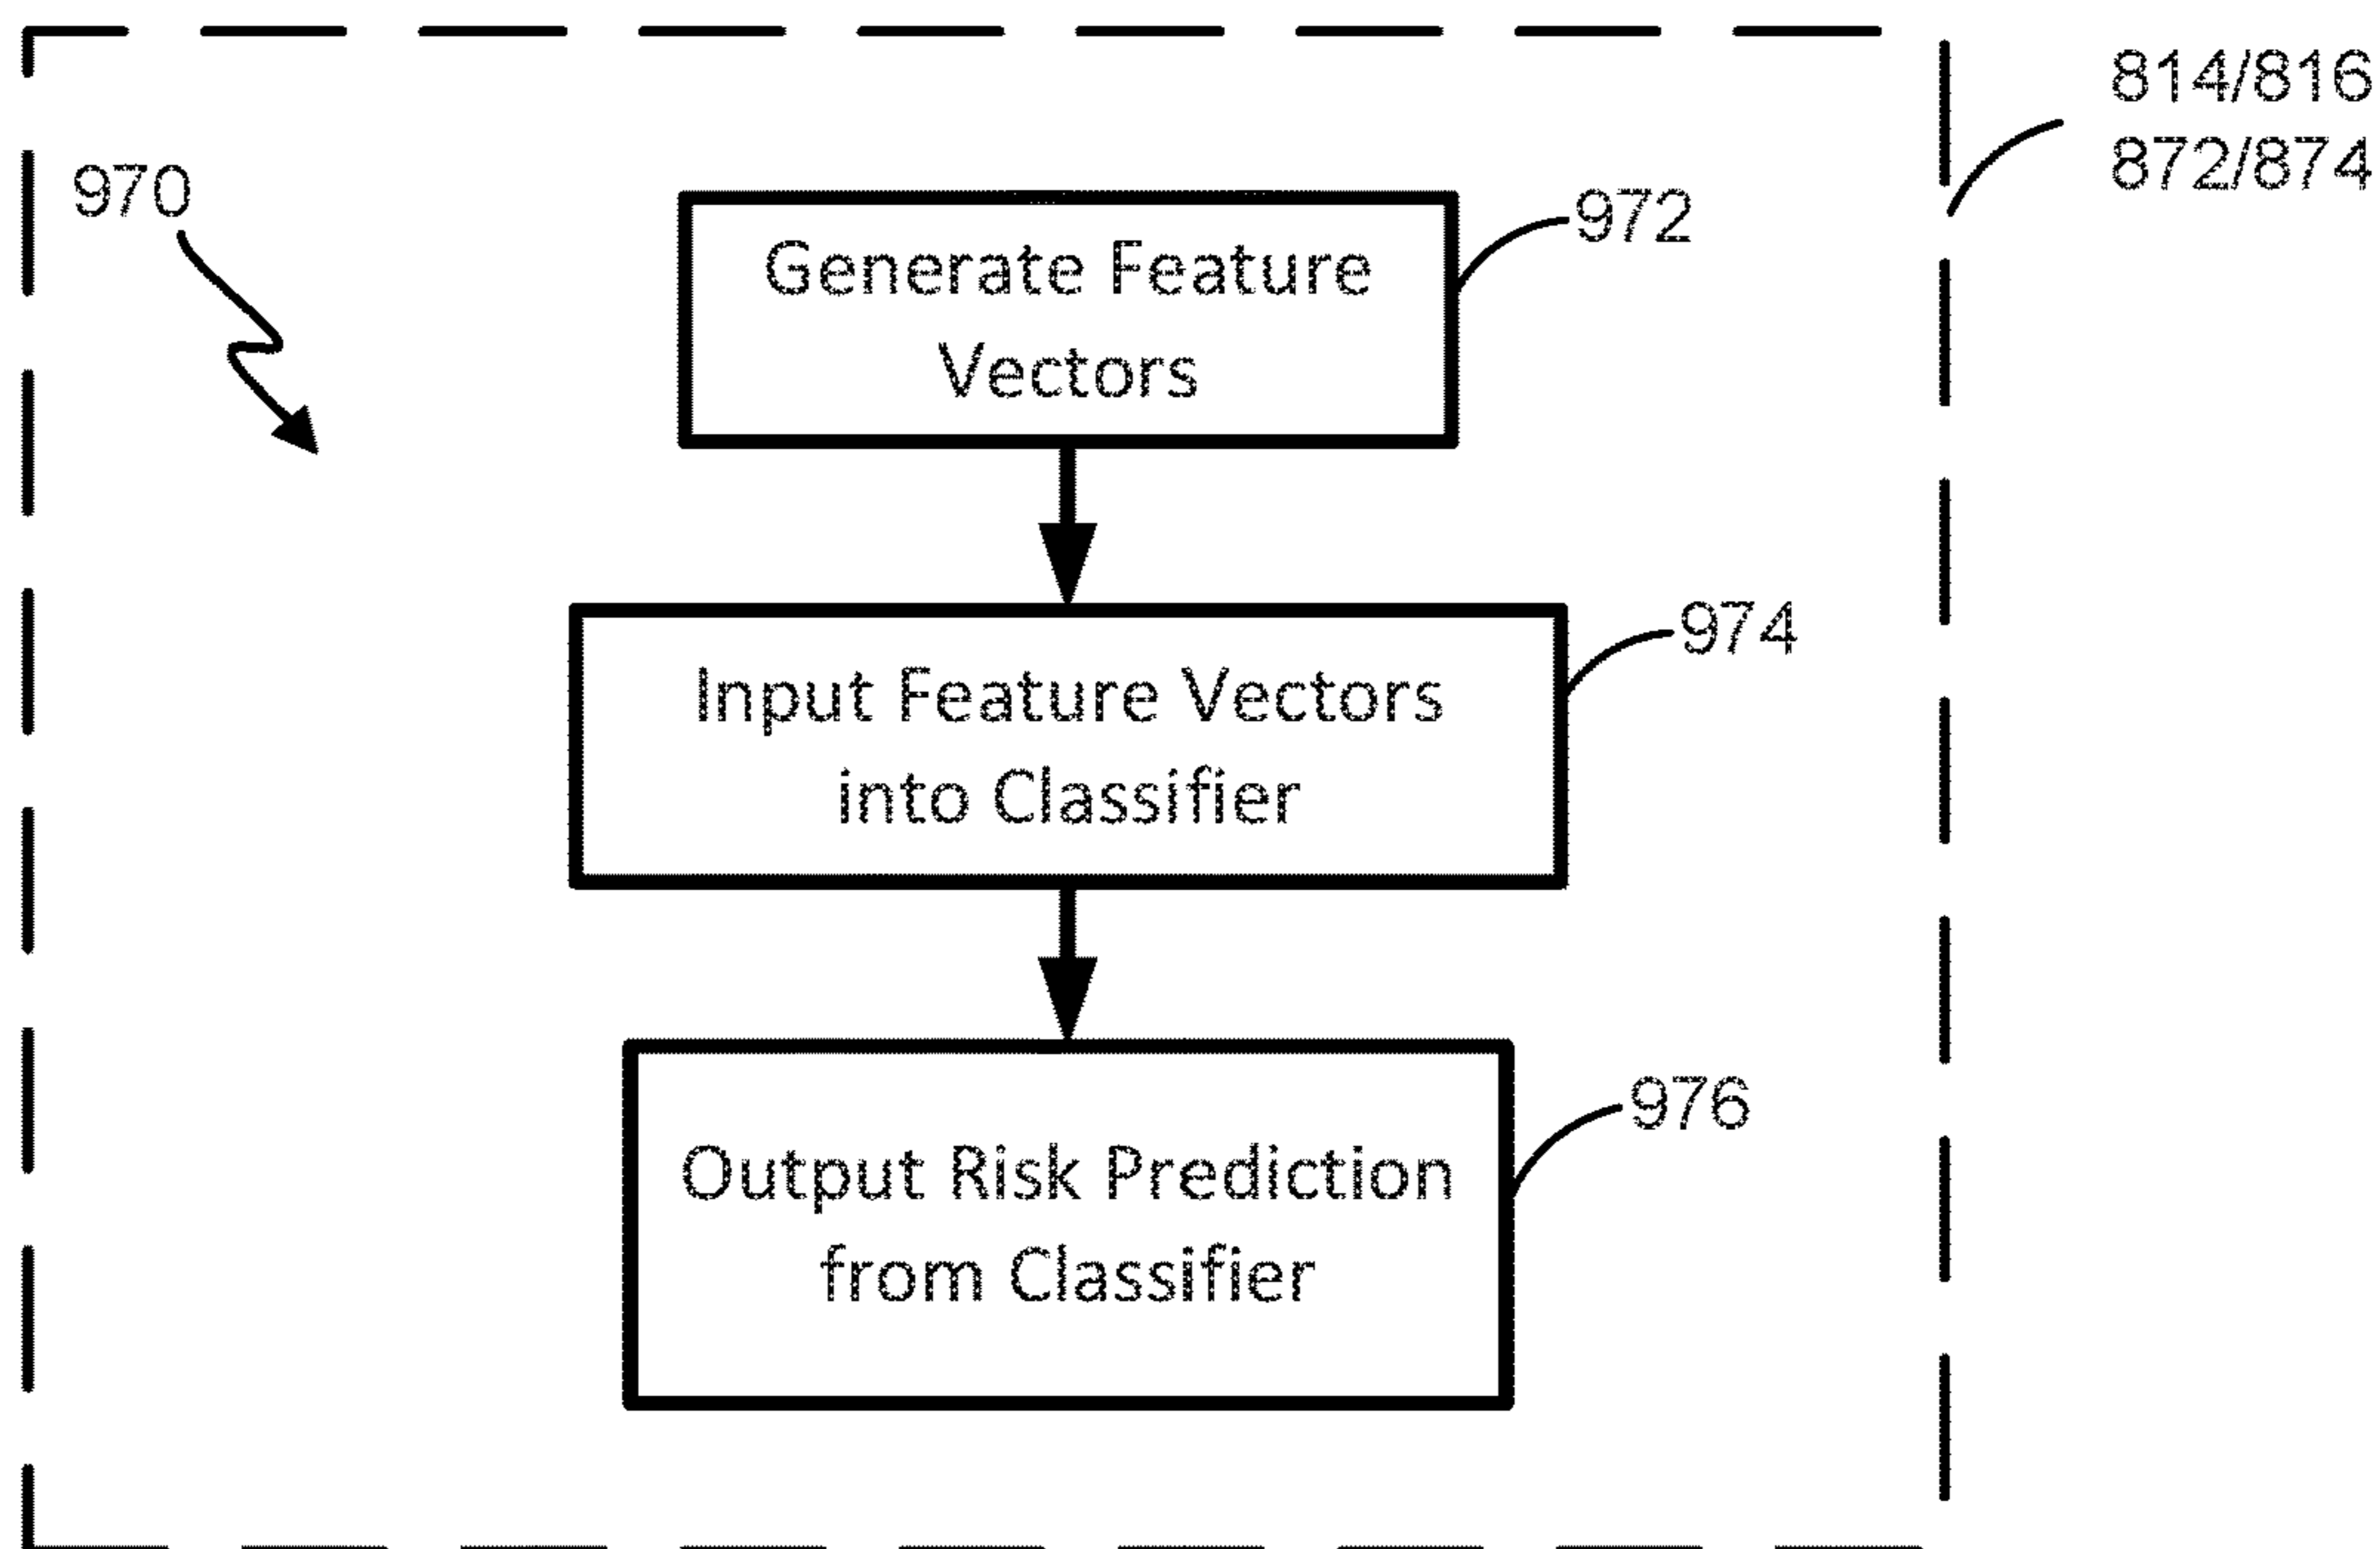 814/816
872/874
970
972
Generate Feature
Vectors
974
Input Feature Vectors
into Classifier
976
Output Risk Prediction
from Classifier